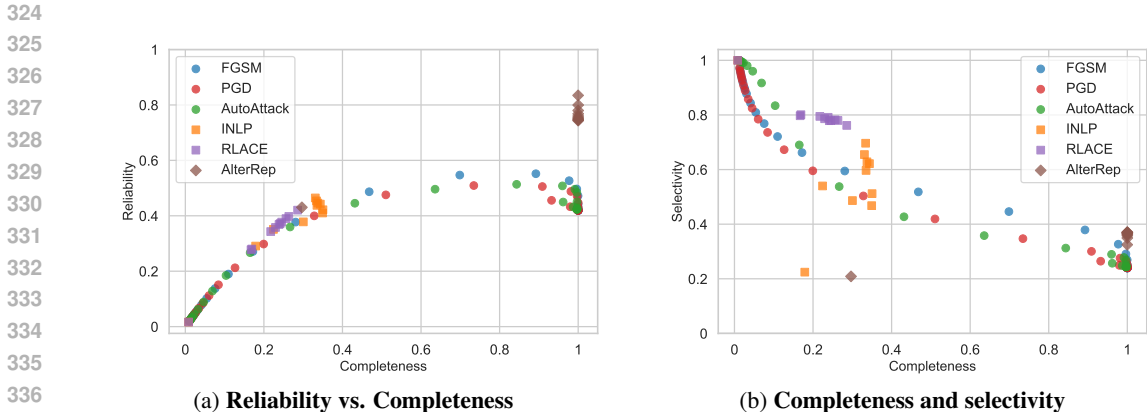 324
325
326
327
328
329
330
331
332
333
334
335
336
1
0.8
0.6
0.4
0.2
0
Reliability
FGSM
PGD
AutoAttack
INLP
RLACE
AlterRep
0 0.2 0.4 0.6 0.8 1
Completeness
(a) Reliability vs. Completeness
1
0.8
0.6
0.4
0.2
0
Selectivity
FGSM
PGD
AutoAttack
INLP
RLACE
AlterRep
0 0.2 0.4 0.6 0.8 1
Completeness
(b) Completeness and selectivity